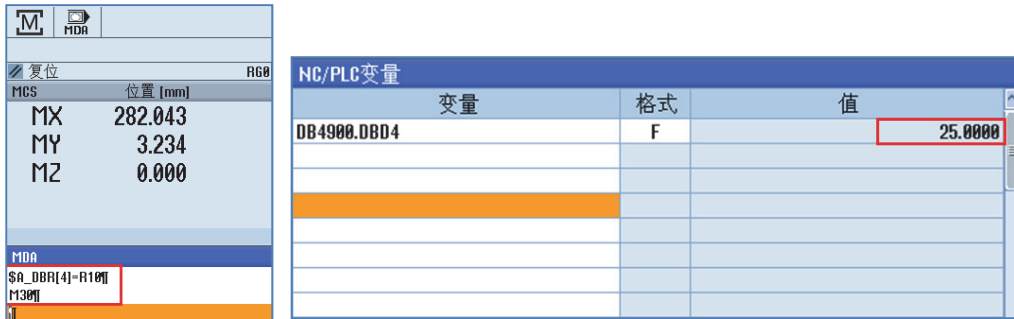 M
MDA
复位 RG0
MCS 位置 [mm]
MX 282.043
MY 3.234
MZ 0.000
MDA
$A_DBR[4]=R10¶
M30¶
¶
NC/PLC变量
变量 格式 值
DB4900.DBD4 F 25.0000